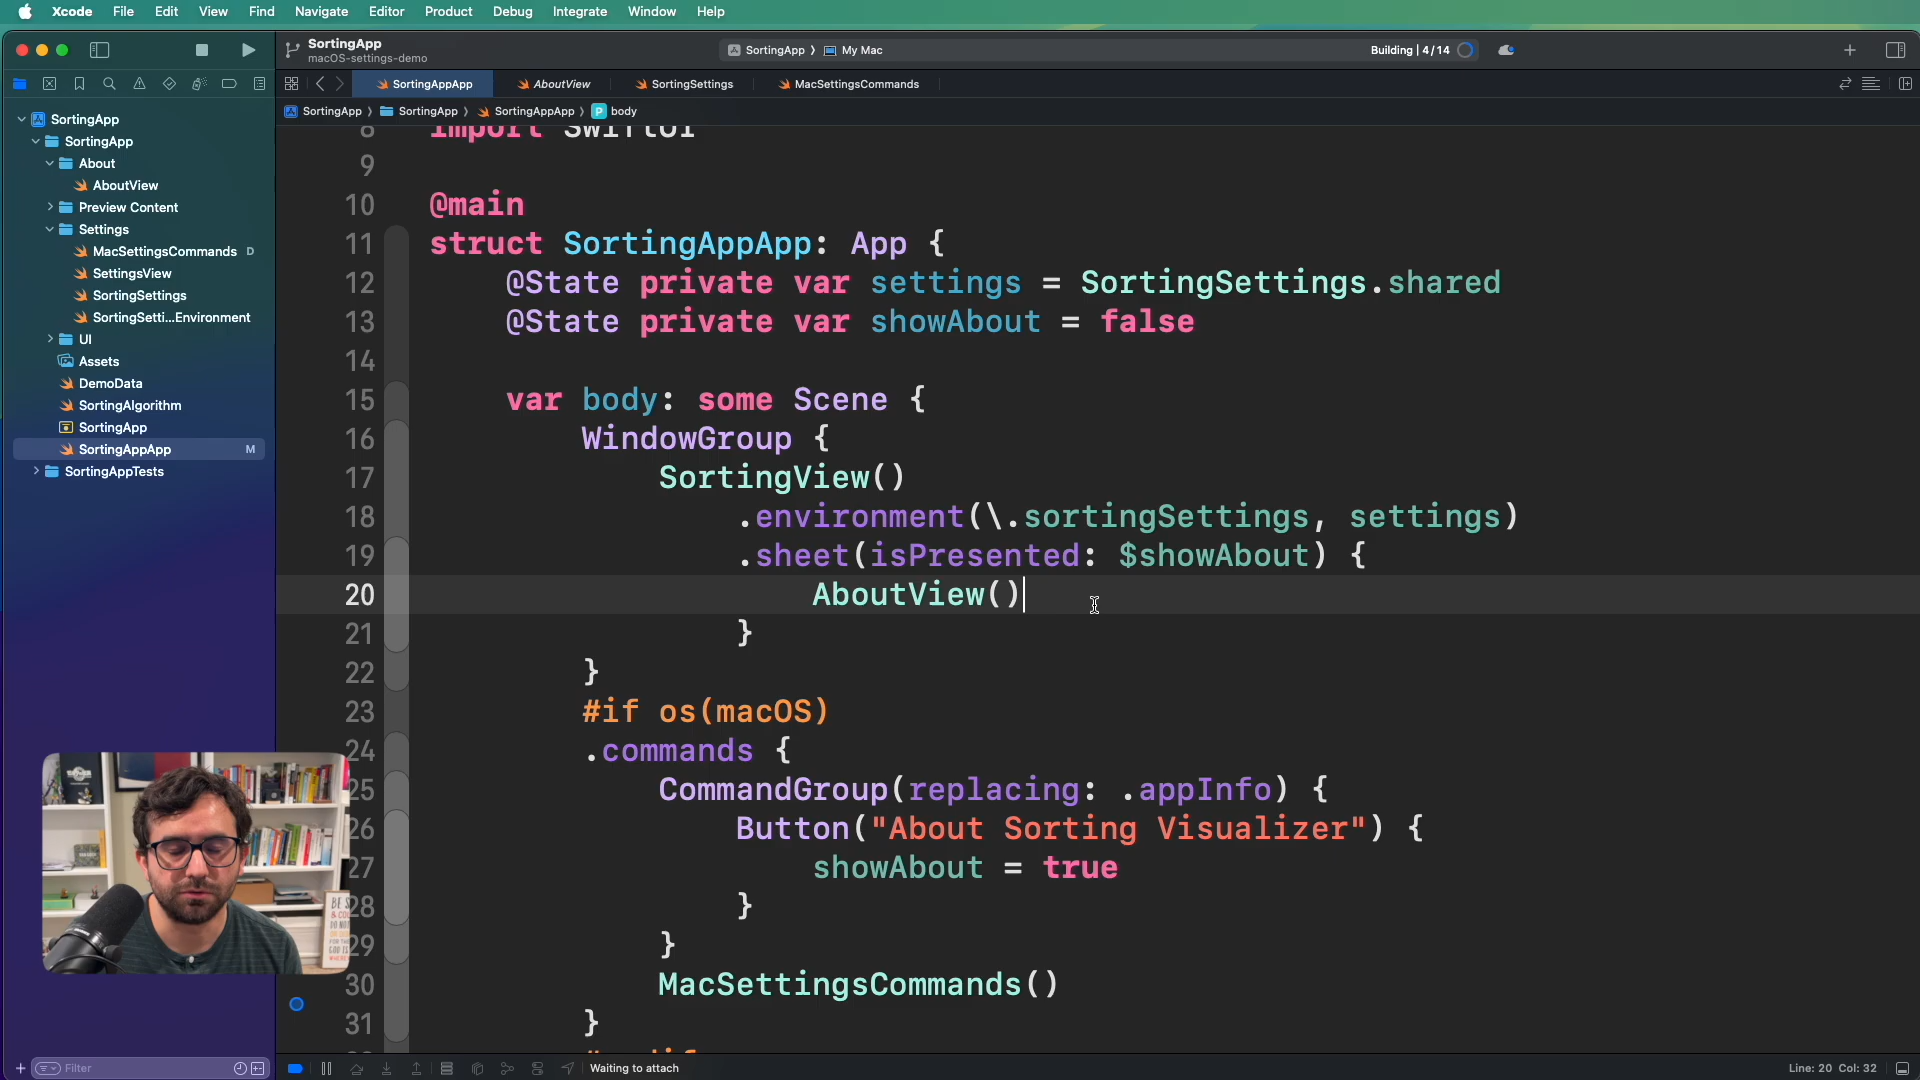 Xcode File Edit View Find Navigate Editor Product Debug Integrate Window Help
SortingApp
macOS-settings-demo
SortingApp 〉 My Mac
Building | 4/14
SortingAppApp AboutView SortingSettings MacSettingsCommands
SortingApp 〉 SortingApp 〉 SortingAppApp 〉 P body
SortingApp
SortingApp
About
AboutView
Preview Content
Settings
MacSettingsCommands D
SettingsView
SortingSettings
SortingSetti...Environment
UI
Assets
DemoData
SortingAlgorithm
SortingApp
SortingAppApp M
SortingAppTests
Filter
8 import SwiftUI
9
10 @main
11 struct SortingAppApp: App {
12 @State private var settings = SortingSettings.shared
13 @State private var showAbout = false
14
15 var body: some Scene {
16 WindowGroup {
17 SortingView()
18 .environment(\.sortingSettings, settings)
19 .sheet(isPresented: $showAbout) {
20 AboutView()
21 }
22 }
23 #if os(macOS)
24 .commands {
25 CommandGroup(replacing: .appInfo) {
26 Button("About Sorting Visualizer") {
27 showAbout = true
28 }
29 }
30 MacSettingsCommands()
31 }
Waiting to attach
Line: 20 Col: 32